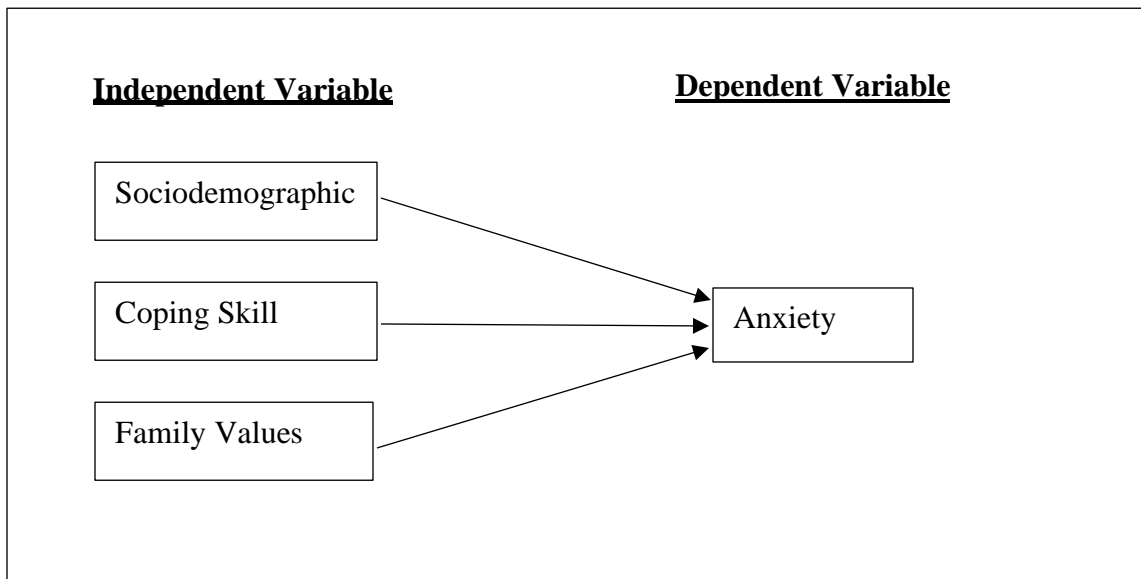 Independent Variable
Dependent Variable
Sociodemographic
Coping Skill
Anxiety
Family Values